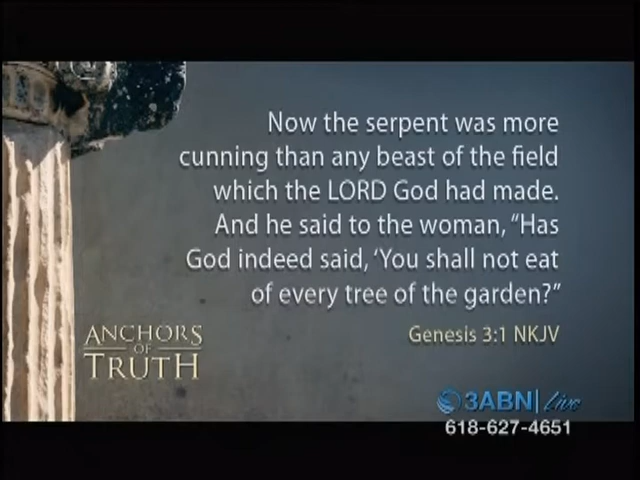 Now the serpent was more
cunning than any beast of the field
which the LORD God had made.
And he said to the woman, “Has
God indeed said, ‘You shall not eat
of every tree of the garden?”
Genesis 3:1 NKJV
ANCHORS
OF
TRUTH
3ABN Live
618-627-4651